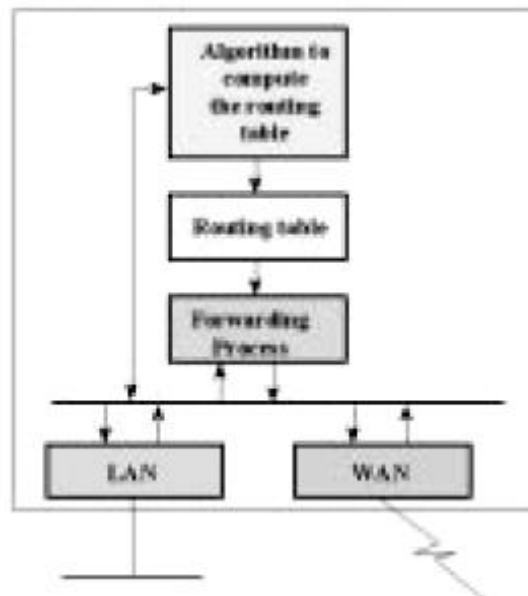 Algorithm to
compute
the routing
table
Routing table
Forwarding
Process
LAN
WAN